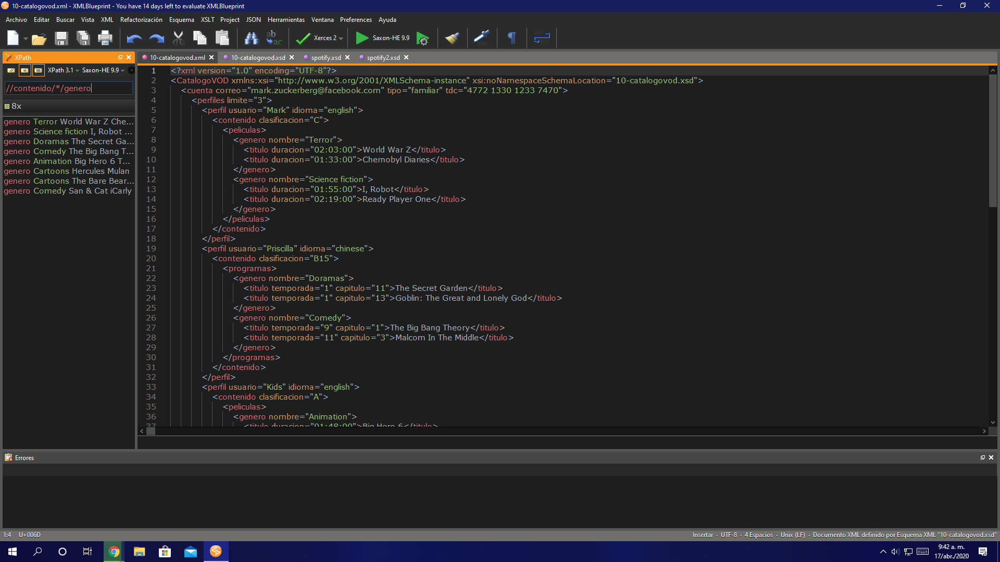 10-catalogovod.xml - XMLBlueprint - You have 14 days left to evaluate XMLBlueprint
Archivo Editar Buscar Vista XML Refactorización Esquema XSLT Project JSON Herramientas Ventana Preferences Ayuda
ab ac Xerces 2 Saxon-HE 9.9
XPath
10-catalogovod.xml 10-catalogovod.xsd spotify.xsd spotify2.xsd
XPath 3.1 Saxon-HE 9.9
//contenido/*/genero
8x
genero Terror World War Z Che...
genero Science fiction I, Robot ...
genero Doramas The Secret Ga...
genero Comedy The Big Bang T...
genero Animation Big Hero 6 T...
genero Cartoons Hercules Mulan
genero Cartoons The Bare Bear...
genero Comedy San & Cat iCarly
1 <?xml version="1.0" encoding="UTF-8"?>
2 <CatalogoVOD xmlns:xsi="http://www.w3.org/2001/XMLSchema-instance" xsi:noNamespaceSchemaLocation="10-catalogovod.xsd">
3 <cuenta correo="mark.zuckerberg@facebook.com" tipo="familiar" tdc="4772 1330 1233 7470">
4 <perfiles limite="3">
5 <perfil usuario="Mark" idioma="english">
6 <contenido clasificacion="C">
7 <peliculas>
8 <genero nombre="Terror">
9 <titulo duracion="02:03:00">World War Z</titulo>
10 <titulo duracion="01:33:00">Chernobyl Diaries</titulo>
11 </genero>
12 <genero nombre="Science fiction">
13 <titulo duracion="01:55:00">I, Robot</titulo>
14 <titulo duracion="02:19:00">Ready Player One</titulo>
15 </genero>
16 </peliculas>
17 </contenido>
18 </perfil>
19 <perfil usuario="Priscilla" idioma="chinese">
20 <contenido clasificacion="B15">
21 <programas>
22 <genero nombre="Doramas">
23 <titulo temporada="1" capitulo="11">The Secret Garden</titulo>
24 <titulo temporada="1" capitulo="13">Goblin: The Great and Lonely God</titulo>
25 </genero>
26 <genero nombre="Comedy">
27 <titulo temporada="9" capitulo="1">The Big Bang Theory</titulo>
28 <titulo temporada="11" capitulo="3">Malcom In The Middle</titulo>
29 </genero>
30 </programas>
31 </contenido>
32 </perfil>
33 <perfil usuario="Kids" idioma="english">
34 <contenido clasificacion="A">
35 <peliculas>
36 <genero nombre="Animation">
37 <titulo duracion="01:48:00">Big Hero 6</titulo>
Errores
1:4 U+006D
Insertar · UTF-8 · 4 Espacios · Unix (LF) · Documento XML definido por Esquema XML "10-catalogovod.xsd"
9:42 a. m.
17/abr./2020